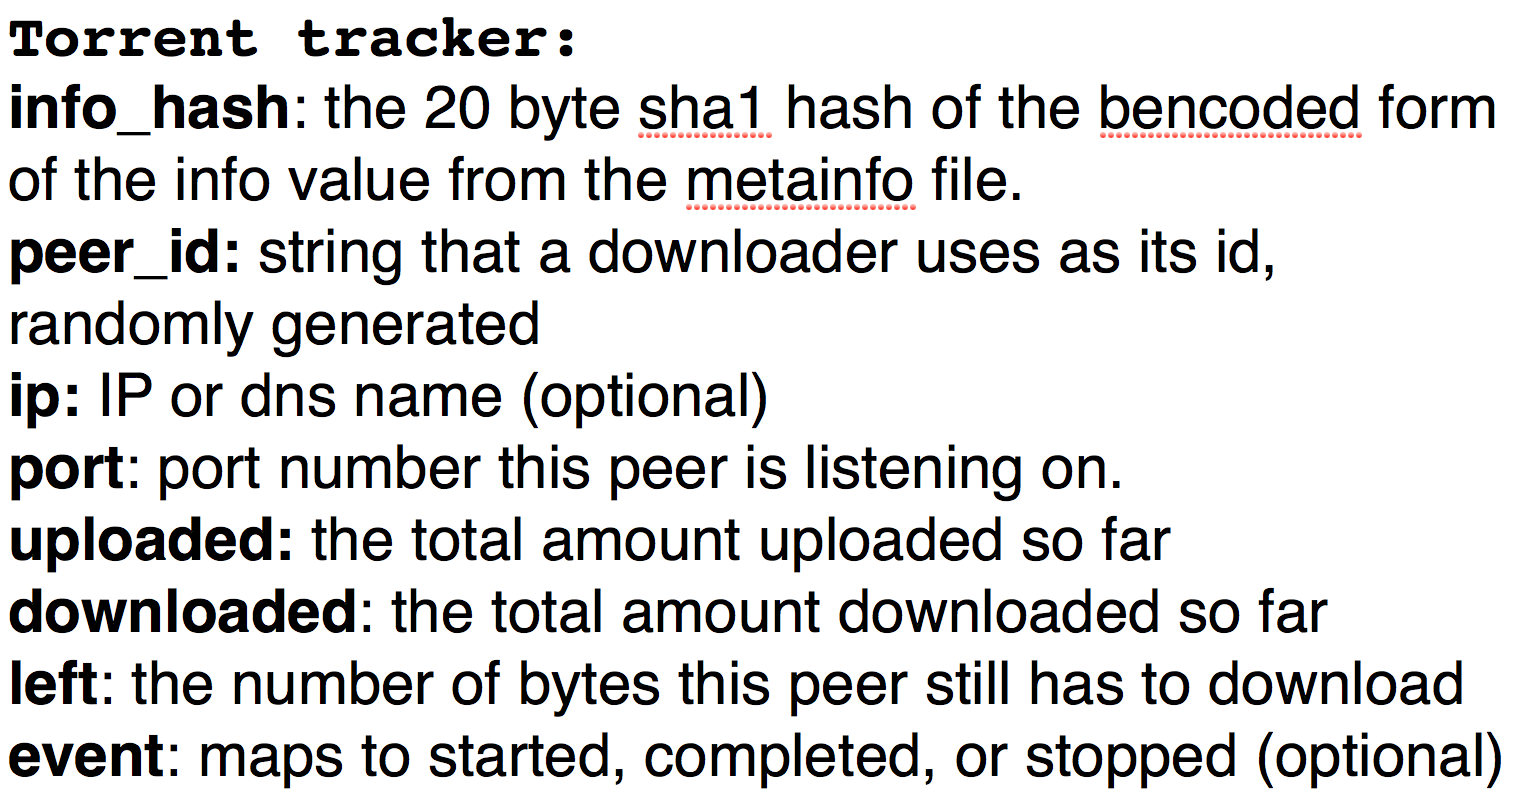 Torrent tracker:
info_hash: the 20 byte sha1 hash of the bencoded form
of the info value from the metainfo file.
peer_id: string that a downloader uses as its id,
randomly generated
ip: IP or dns name (optional)
port: port number this peer is listening on.
uploaded: the total amount uploaded so far
downloaded: the total amount downloaded so far
left: the number of bytes this peer still has to download
event: maps to started, completed, or stopped (optional)